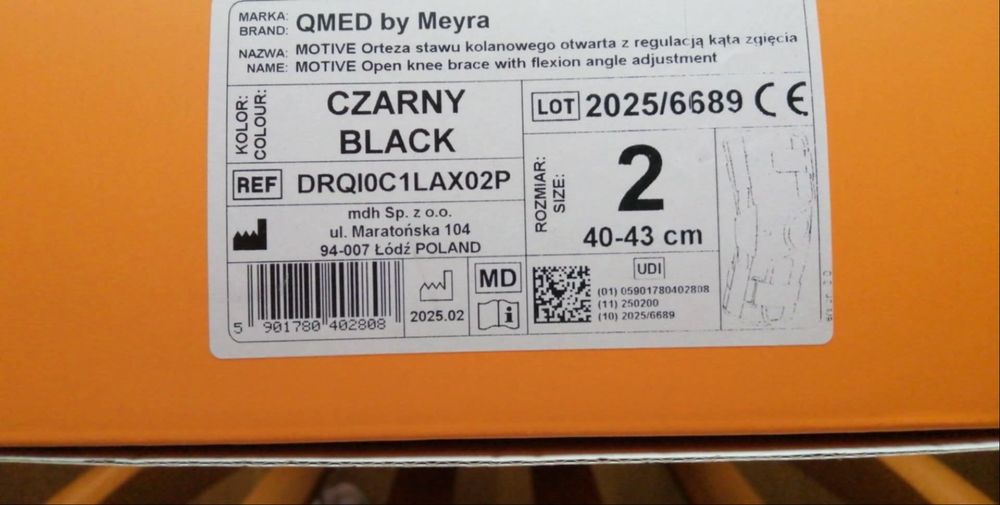 MARKA: QMED by Meyra
BRAND:
NAZWA: MOTIVE Orteza stawu kolanowego otwarta z regulacją kąta zgięcia
NAME: MOTIVE Open knee brace with flexion angle adjustment
KOLOR:
COLOUR:
CZARNY
BLACK
LOT 2025/6689 CE
REF DRQI0C1LAX02P
ROZMIAR:
SIZE:
2
40-43 cm
mdh Sp. z o.o.
ul. Maratońska 104
94-007 Łódź POLAND
5 901780 402808
2025.02
MD
i
UDI
(01) 05901780402808
(11) 250200
(10) 2025/6689